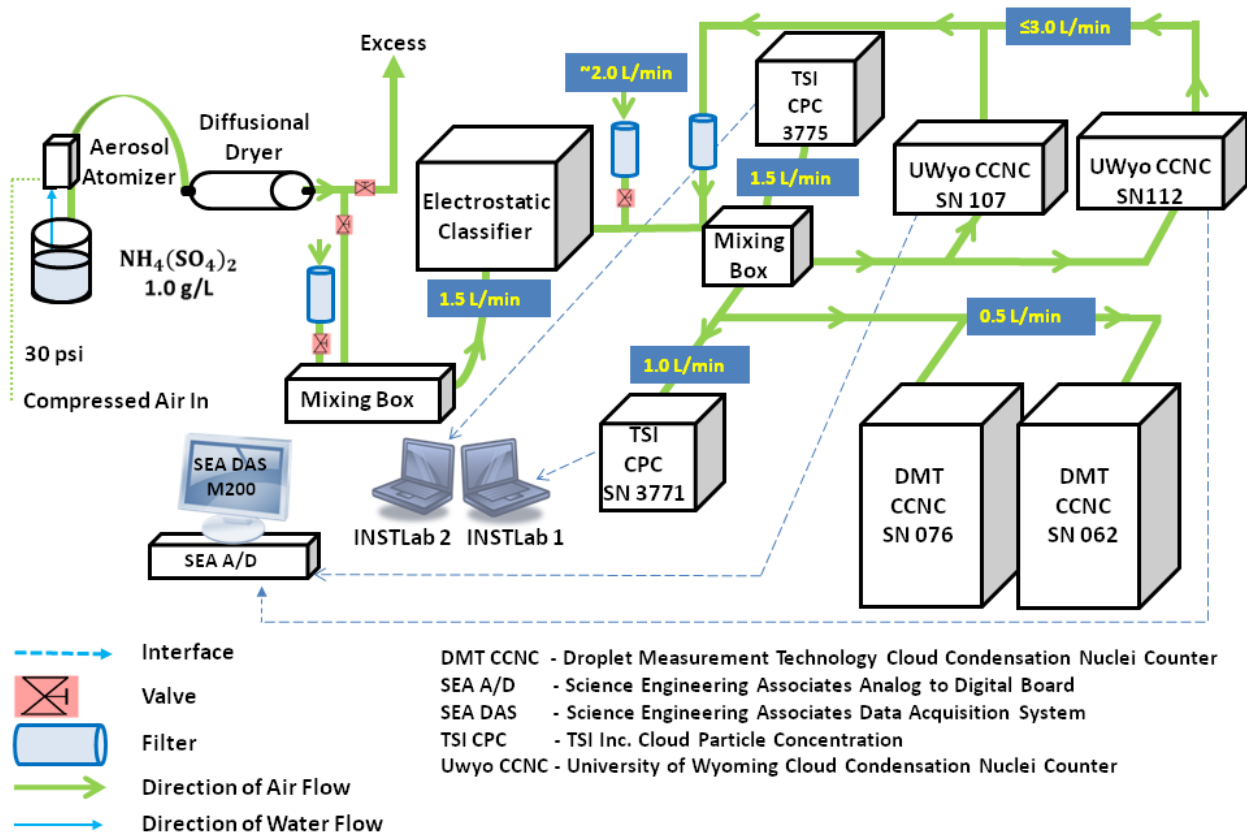 Excess
≤3.0 L/min
~2.0 L/min
TSI
CPC
3775
Aerosol
Atomizer
Diffusional
Dryer
Electrostatic
Classifier
1.5 L/min
UWyo CCNC
SN 107
UWyo CCNC
SN112
Mixing
Box
NH₄(SO₄)₂
1.0 g/L
1.5 L/min
0.5 L/min
30 psi
1.0 L/min
Compressed Air In
Mixing Box
TSI
CPC
SN 3771
SEA DAS
M200
DMT
CCNC
SN 076
DMT
CCNC
SN 062
INSTLab 2
INSTLab 1
SEA A/D
Interface
Valve
Filter
Direction of Air Flow
Direction of Water Flow
DMT CCNC - Droplet Measurement Technology Cloud Condensation Nuclei Counter
SEA A/D - Science Engineering Associates Analog to Digital Board
SEA DAS - Science Engineering Associates Data Acquisition System
TSI CPC - TSI Inc. Cloud Particle Concentration
Uwyo CCNC - University of Wyoming Cloud Condensation Nuclei Counter